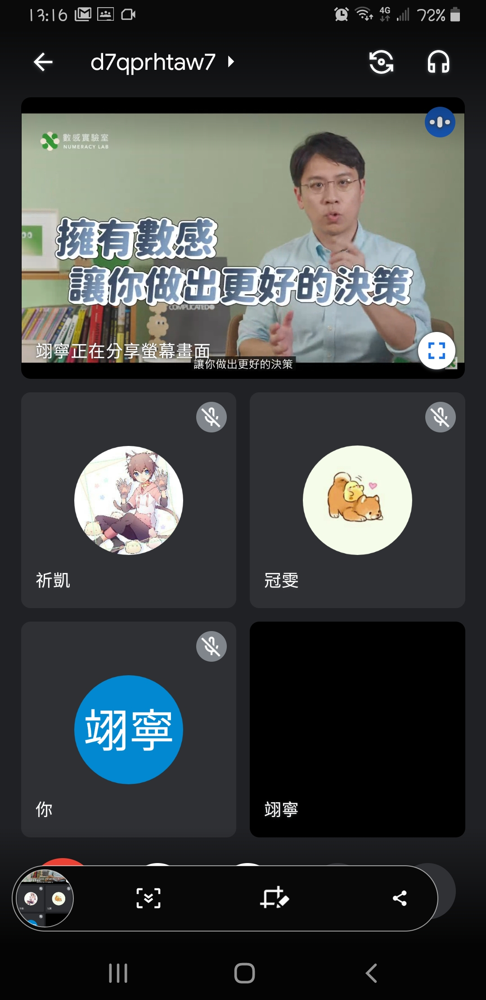 13:16
4G
72%
d7qprhtaw7
數感實驗室
NUMERACY LAB
擁有數感
讓你做出更好的決策
COMPLICATED
翊寧正在分享螢幕畫面
讓你做出更好的決策
祈凱
冠雯
翊寧
你
翊寧